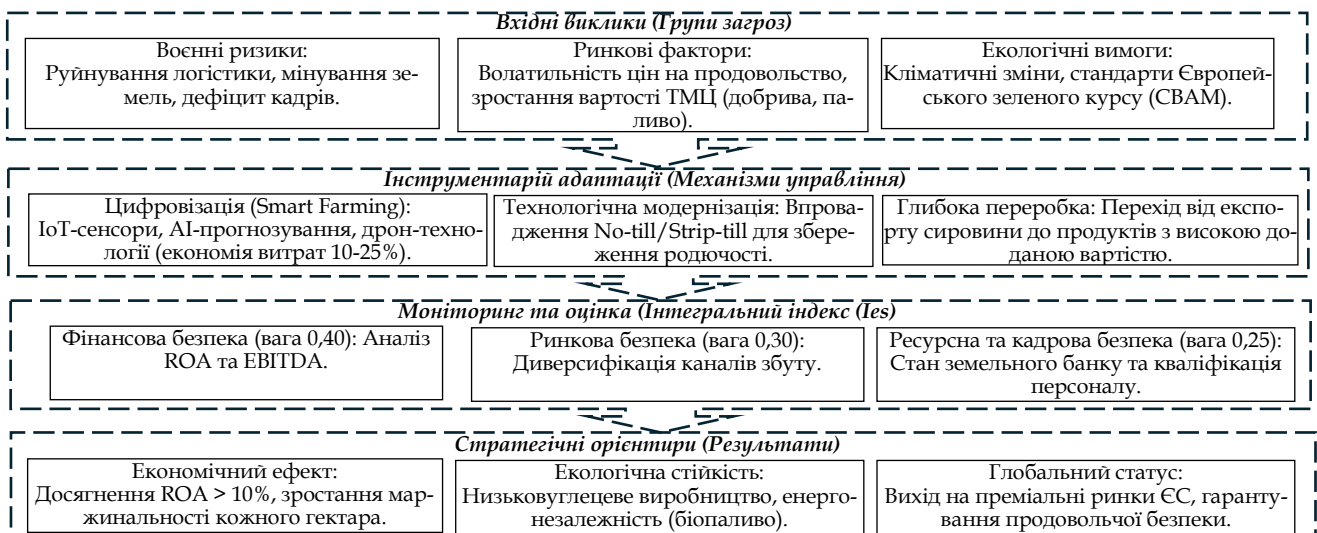 Вхідні виклики (Групи загроз)
Воєнні ризики:
Руйнування логістики, мінування зе-
мель, дефіцит кадрів.
Ринкові фактори:
Волатильність цін на продовольство,
зростання вартості ТМЦ (добрива, па-
ливо).
Екологічні вимоги:
Кліматичні зміни, стандарти Європей-
ського зеленого курсу (CBAM).
Інструментарій адаптації (Механізми управління)
Цифровізація (Smart Farming):
IoT-сенсори, AI-прогнозування, дрон-техно-
логії (економія витрат 10-25%).
Технологічна модернізація: Впрова-
дження No-till/Strip-till для збере-
ження родючості.
Глибока переробка: Перехід від експо-
рту сировини до продуктів з високою до-
даною вартістю.
Моніторинг та оцінка (Інтегральний індекс (Ies)
Фінансова безпека (вага 0,40): Аналіз
ROA та EBITDA.
Ринкова безпека (вага 0,30):
Диверсифікація каналів збуту.
Ресурсна та кадрова безпека (вага 0,25):
Стан земельного банку та кваліфікація
персоналу.
Стратегічні орієнтири (Результати)
Економічний ефект:
Досягнення ROA > 10%, зростання мар-
жинальності кожного гектара.
Екологічна стійкість:
Низьковуглецеве виробництво, енерго-
незалежність (біопаливо).
Глобальний статус:
Вихід на преміальні ринки ЄС, гаранту-
вання продовольчої безпеки.